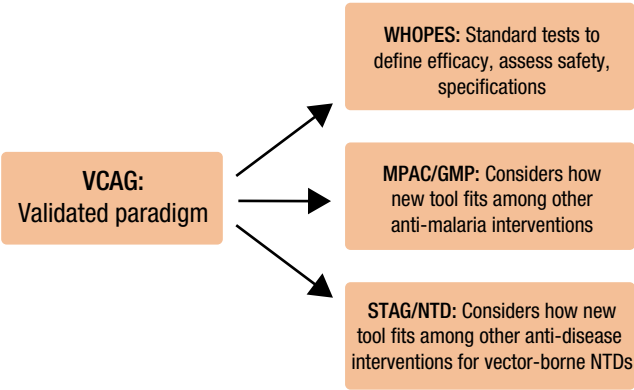 VCAG:
Validated paradigm
WHOPES: Standard tests to
define efficacy, assess safety,
specifications
MPAC/GMP: Considers how
new tool fits among other
anti-malaria interventions
STAG/NTD: Considers how new
tool fits among other anti-disease
interventions for vector-borne NTDs